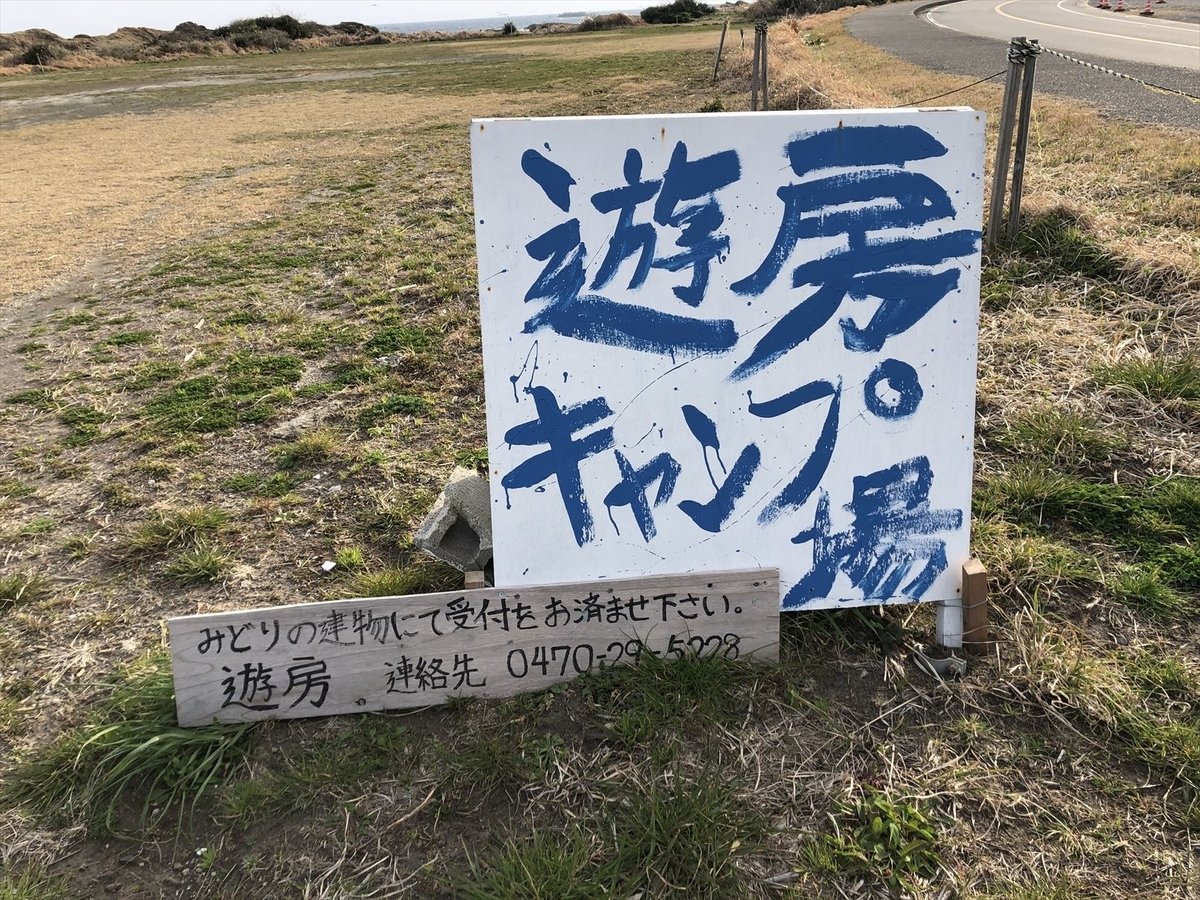 遊房
キャンプ場
みどりの建物にて受付をお済ませ下さい。
遊房 連絡先 0470-29-5228